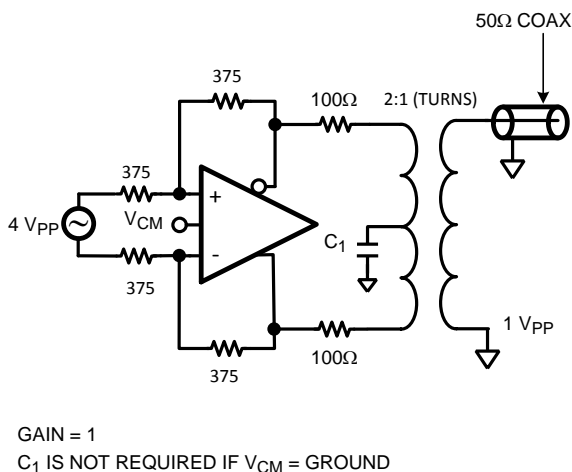 50Ω COAX
375
100Ω
2:1 (TURNS)
375
+
VCM
4 VPP
C1
-
375
1 VPP
100Ω
375
GAIN = 1
C1 IS NOT REQUIRED IF VCM = GROUND